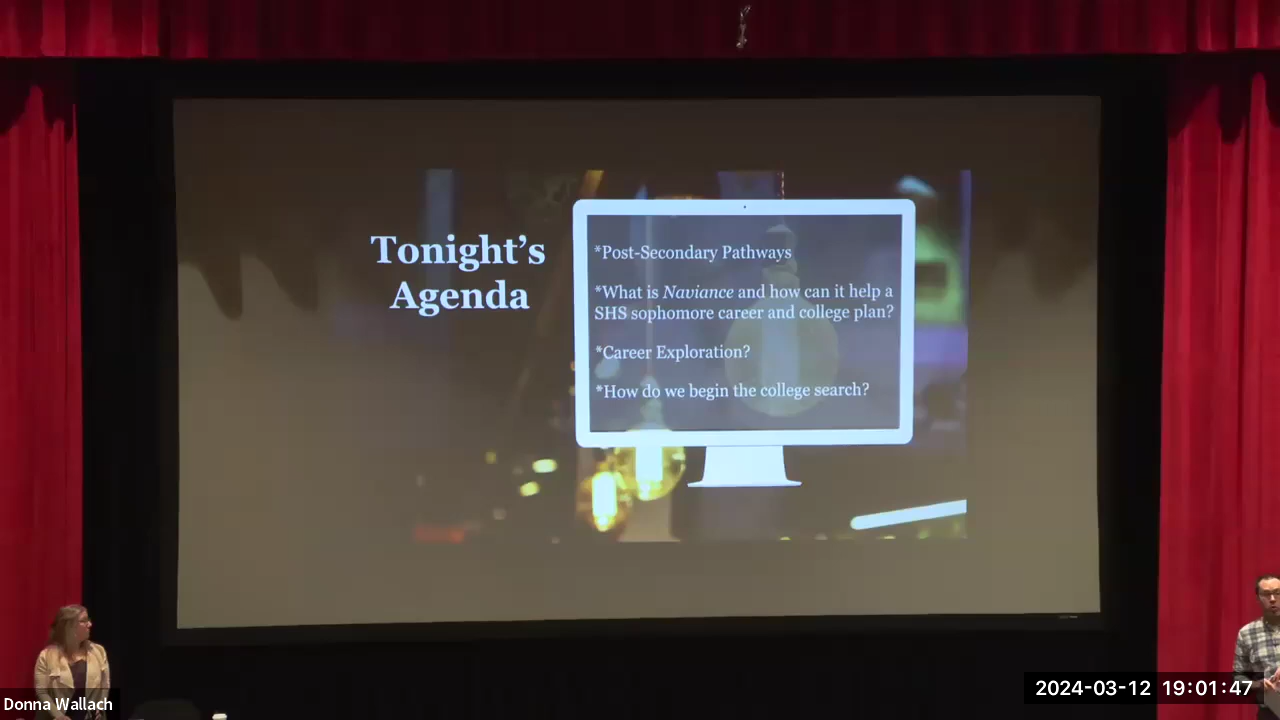 Tonight's
Agenda
*Post-Secondary Pathways
*What is Naviance and how can it help a
SHS sophomore career and college plan?
*Career Exploration?
*How do we begin the college search?
Donna Wallach
2024-03-12 19:01:47